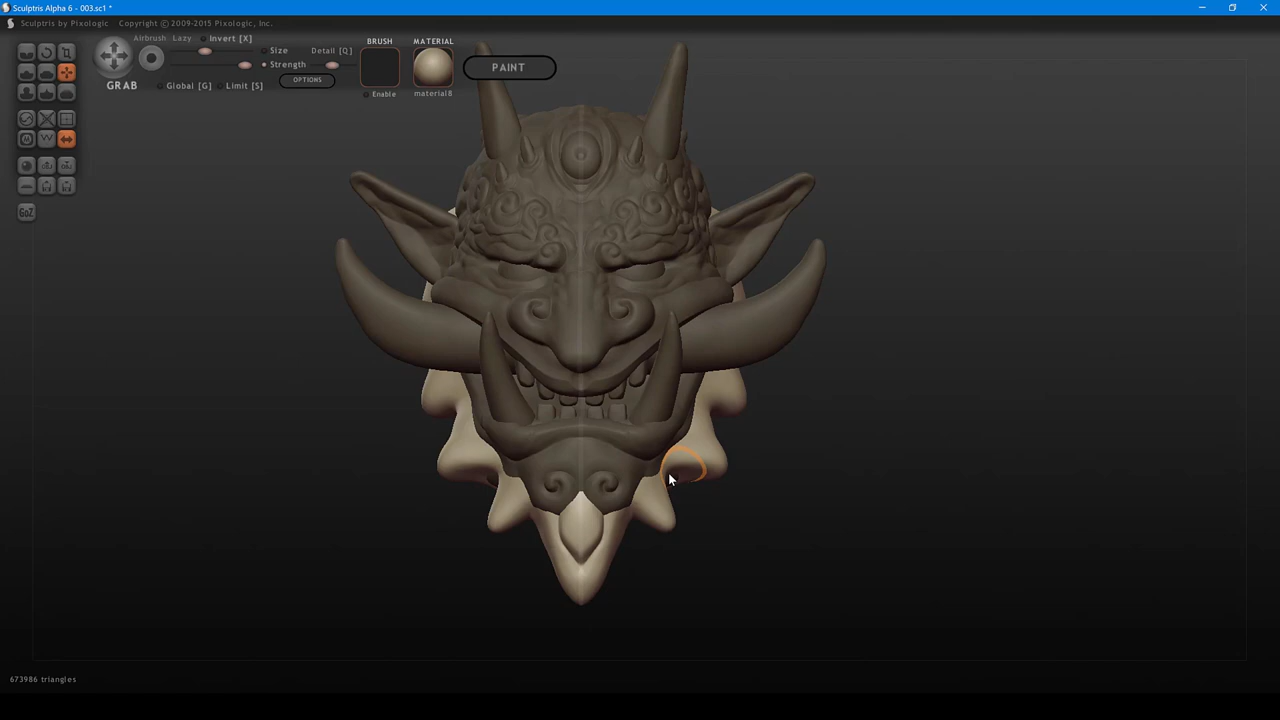 Sculptris Alpha 6 - 003.sc1 *
Sculptris by Pixologic Copyright © 2009-2015 Pixologic, Inc.
Airbrush Lazy Invert [X]
Size Detail [Q]
Strength
GRAB
Global [G] Limit [S]
OPTIONS
BRUSH
Enable
MATERIAL
material8
PAINT
GoZ
673986 triangles